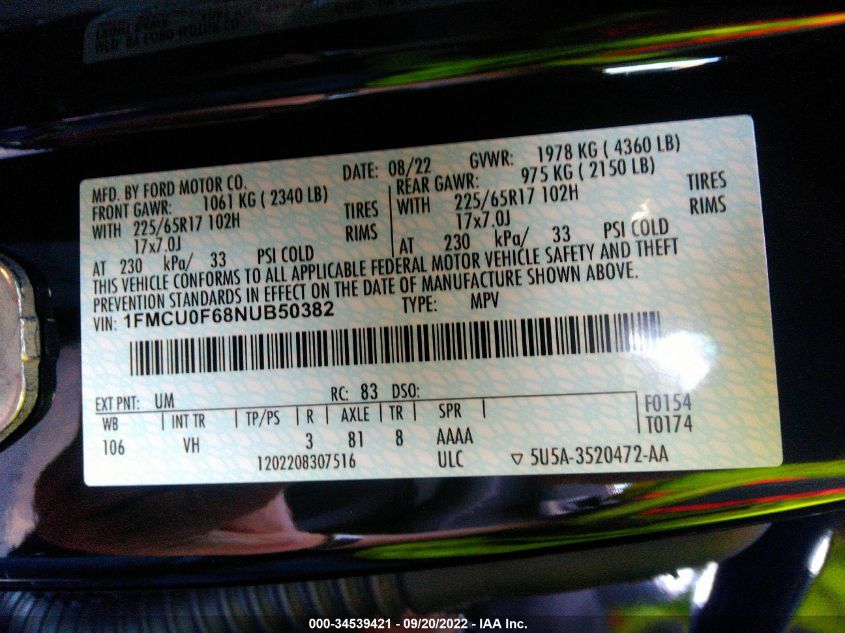 MFD. BY FORD MOTOR CO.
DATE: 08/22 GVWR: 1978 KG ( 4360 LB)
FRONT GAWR: 1061 KG ( 2340 LB)
REAR GAWR: 975 KG ( 2150 LB)
WITH 225/65R17 102H TIRES
WITH 225/65R17 102H TIRES
17x7.0J RIMS
17x7.0J RIMS
AT 230 kPa/ 33 PSI COLD
AT 230 kPa/ 33 PSI COLD
THIS VEHICLE CONFORMS TO ALL APPLICABLE FEDERAL MOTOR VEHICLE SAFETY AND THEFT
PREVENTION STANDARDS IN EFFECT ON THE DATE OF MANUFACTURE SHOWN ABOVE.
VIN: 1FMCU0F68NUB50382 TYPE: MPV
EXT PNT: UM RC: 83 DSO:
WB INT TR TP/PS R AXLE TR SPR F0154
106 VH 3 81 8 AAAA T0174
1202208307516 ULC ▽ 5U5A-3520472-AA
000-34539421 - 09/20/2022 - IAA Inc.